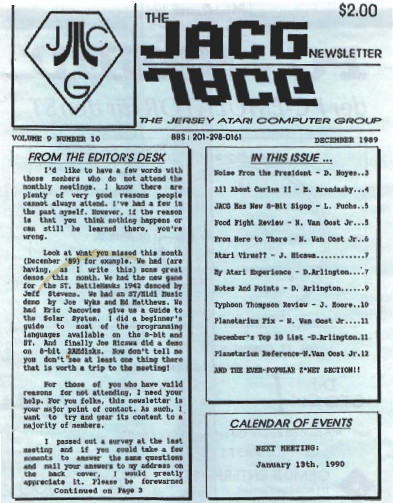 $2.00
THE
JACG
NEWSLETTER
JACG
THE JERSEY ATARI COMPUTER GROUP
VOLUME 9 NUMBER 10
BBS: 201-298-0161
DECEMBER 1989
FROM THE EDITOR'S DESK
I'd like to have a few words with
those members who do not attend the
monthly meetings. I know there are
plenty of very good reasons people
cannot always attend. I've had a few in
the past myself. However, if the reason
is that you think nothing happens or
can still be learned there, you're
wrong.
Look at what you missed this month
(December 89) for example. We had (are
having, as I write this) some great
demos this month. We had the new game
for the ST, BattleHawks 1942 demoed by
Jeff Stevens. We had an ST/Midi Music
demo by Joe Wyks and Ed Matthews. We
had Eric Jacovies give us a Guide to
the Solar System. I did a beginner's
guide to most of the programming
languages available on the 8-bit and
ST. And finally Joe Hicswa did a demo
on 8-bit RAMdisks. Now don't tell me
you don't see at least one thing there
that is worth a trip to the meeting!
For those of you who have vaild
reasons for not attending, I need your
help. For you folks, this newsletter is
your major point of contact. As such, I
want to try and gear its content to a
majority of members.
I passed out a survey at the last
meeting and if you could take a few
moments to answer the same questions
and mail your answers to my address on
the back cover, I would greatly
appreciate it. Please be forewarned
Continued on Page 3
IN THIS ISSUE ...
Noise From the President - D. Noyes..3
All About Carina II - B. Arendasky...4
JACG Has New 8-Bit Sigop - L. Fuchs..5
Food Fight Review - N. Van Oost Jr...5
From Here to There - N. Van Oost Jr..6
Atari Virus?? - J. Hicswa............7
My Atari Experience - D.Arlington....7
Notes And Points - D. Arlington......9
Typhoon Thompson Review - J. Moore..10
Planetarium Fix - N. Van Oost Jr....11
December's Top 10 List -D.Arlington.11
Planetarium Reference-N.Van Oost Jr.12
AND THE EVER-POPULAR Z*NET SECTION!!
CALENDAR OF EVENTS
NEXT MEETING:
January 13th, 1990